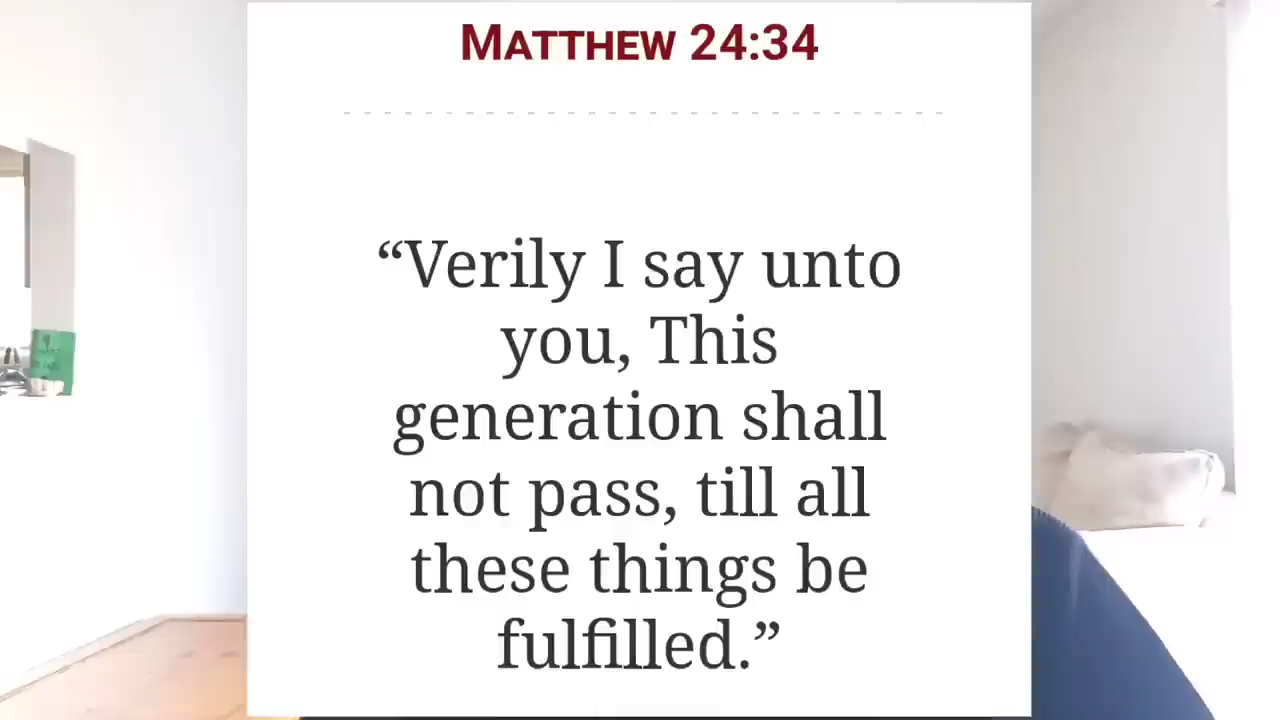 MATTHEW 24:34
“Verily I say unto
you, This
generation shall
not pass, till all
these things be
fulfilled.”